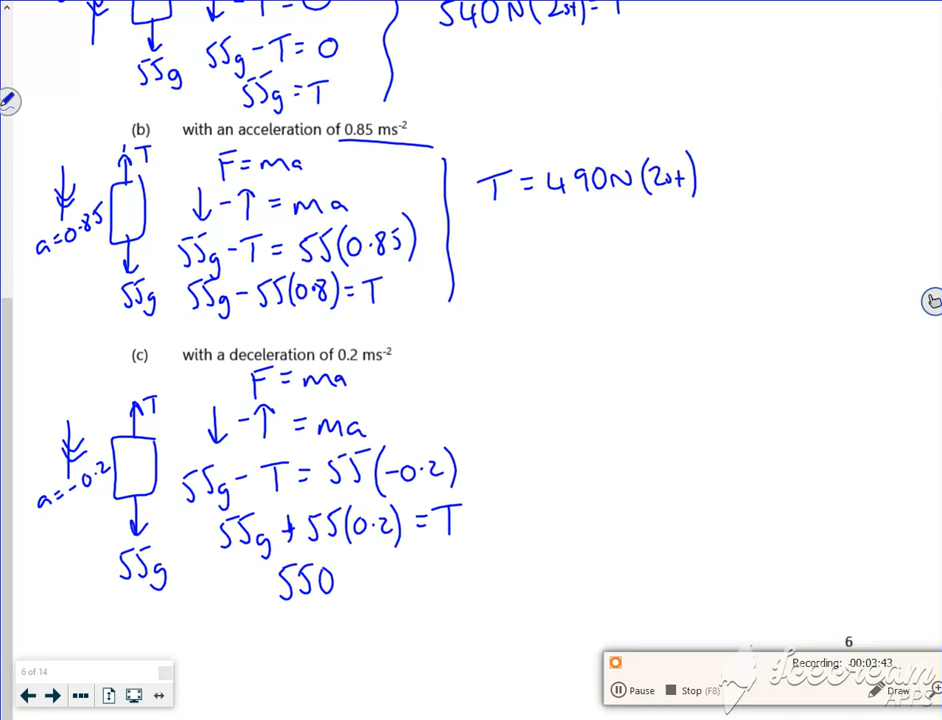 ↓ - T = 0
540N (2sf) = T
55g
55g - T = 0
55g = T
(b) with an acceleration of 0.85 ms-2
T
F = ma
a=0.85
↓ - ↑ = ma
T = 490N (2sf)
55g - T = 55(0.85)
55g
55g - 55(0.8) = T
(c) with a deceleration of 0.2 ms-2
F = ma
T
↓ - ↑ = ma
a=-0.2
55g - T = 55(-0.2)
55g + 55(0.2) = T
55g
550
6
6 of 14
Recording: 00:02:43
Pause
Stop (F8)
Draw
Icecream
APPS